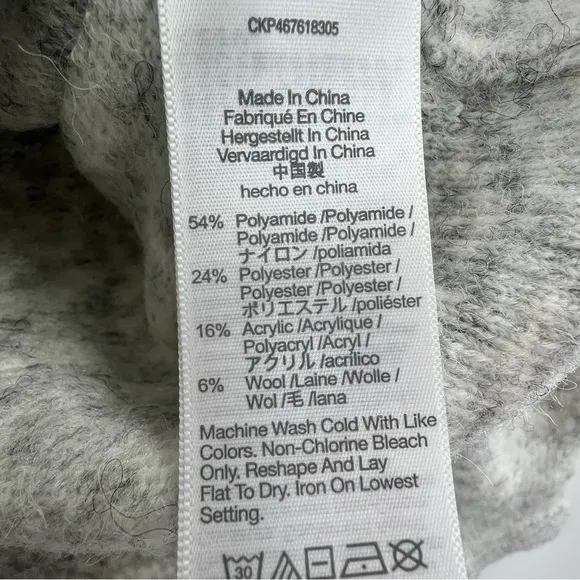 CKP467618305
Made In China
Fabriqué En Chine
Hergestellt In China
Vervaardigd In China
中国製
hecho en china
54% Polyamide /Polyamide /
Polyamide /Polyamide /
ナイロン /poliamida
24% Polyester /Polyester /
Polyester /Polyester /
ポリエステル /poliéster
16% Acrylic /Acrylique /
Polyacryl /Acryl /
アクリル /acrílico
6% Wool /Laine /Wolle /
Wol /毛 /lana
Machine Wash Cold With Like
Colors. Non-Chlorine Bleach
Only. Reshape And Lay
Flat To Dry. Iron On Lowest
Setting.
30